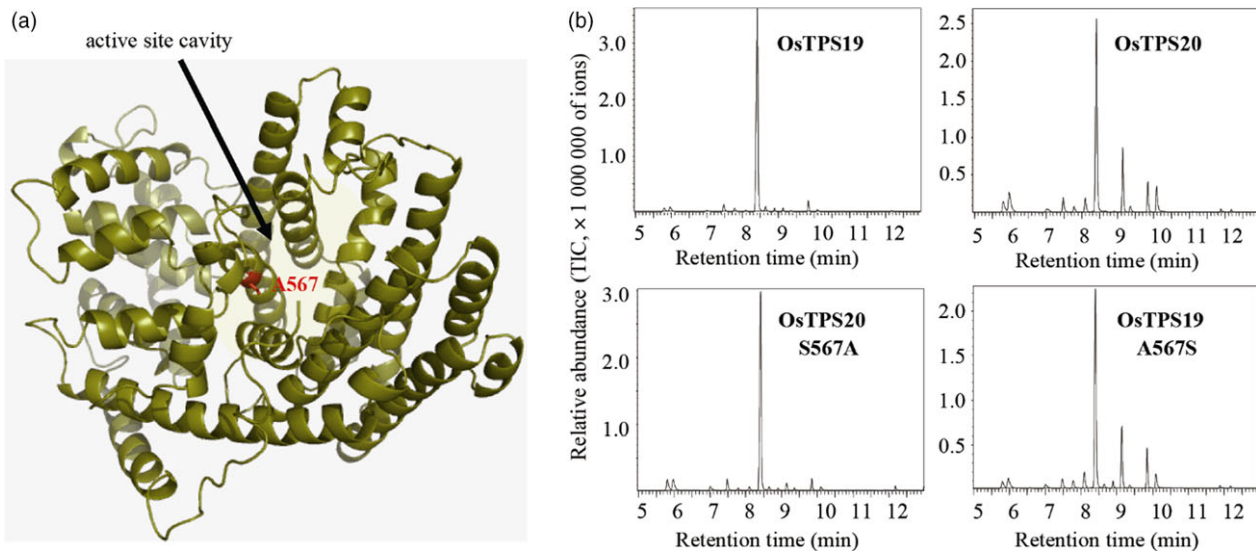 (a)
active site cavity
A567
(b)
Relative abundance (TIC, × 1 000 000 of ions)
OsTPS19
3.0
2.0
1.0
5 6 7 8 9 10 11 12
Retention time (min)
OsTPS20
2.5
2.0
1.5
1.0
0.5
5 6 7 8 9 10 11 12
Retention time (min)
OsTPS20
S567A
3.0
2.0
1.0
5 6 7 8 9 10 11 12
Retention time (min)
OsTPS19
A567S
2.0
1.5
1.0
0.5
5 6 7 8 9 10 11 12
Retention time (min)